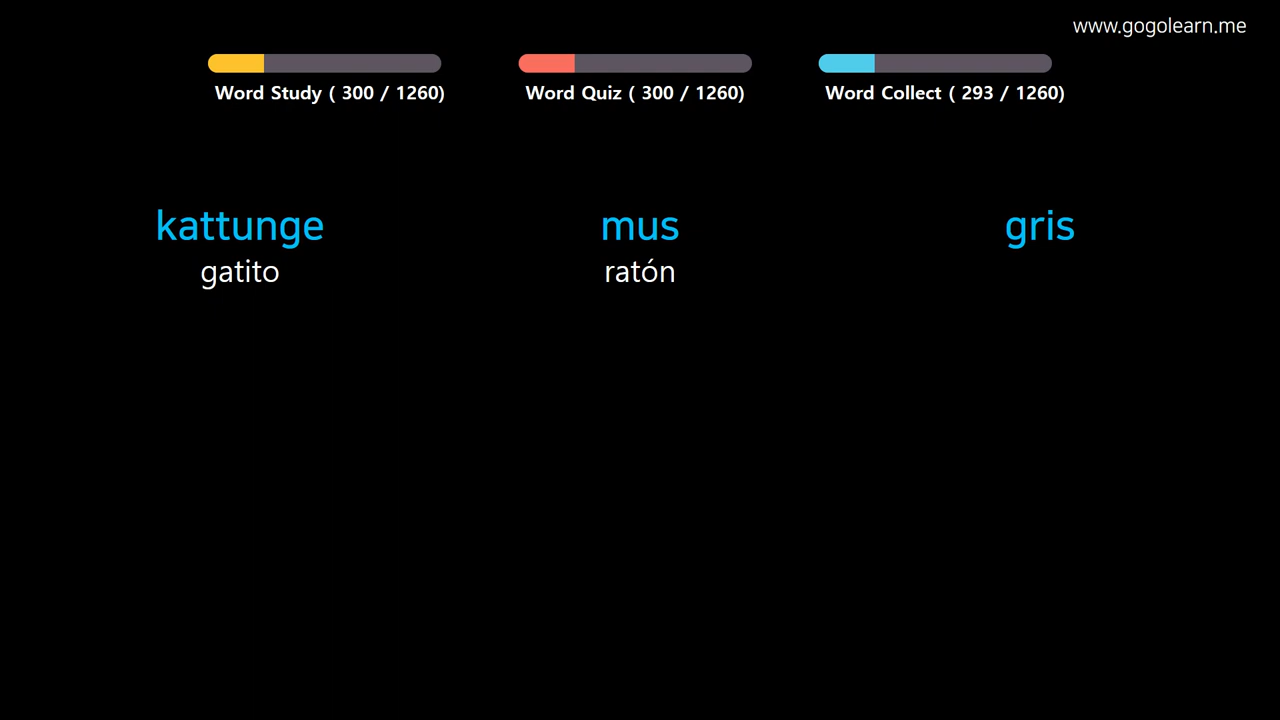 www.gogolearn.me
Word Study ( 300 / 1260)
Word Quiz ( 300 / 1260)
Word Collect ( 293 / 1260)
kattunge
gatito
mus
ratón
gris